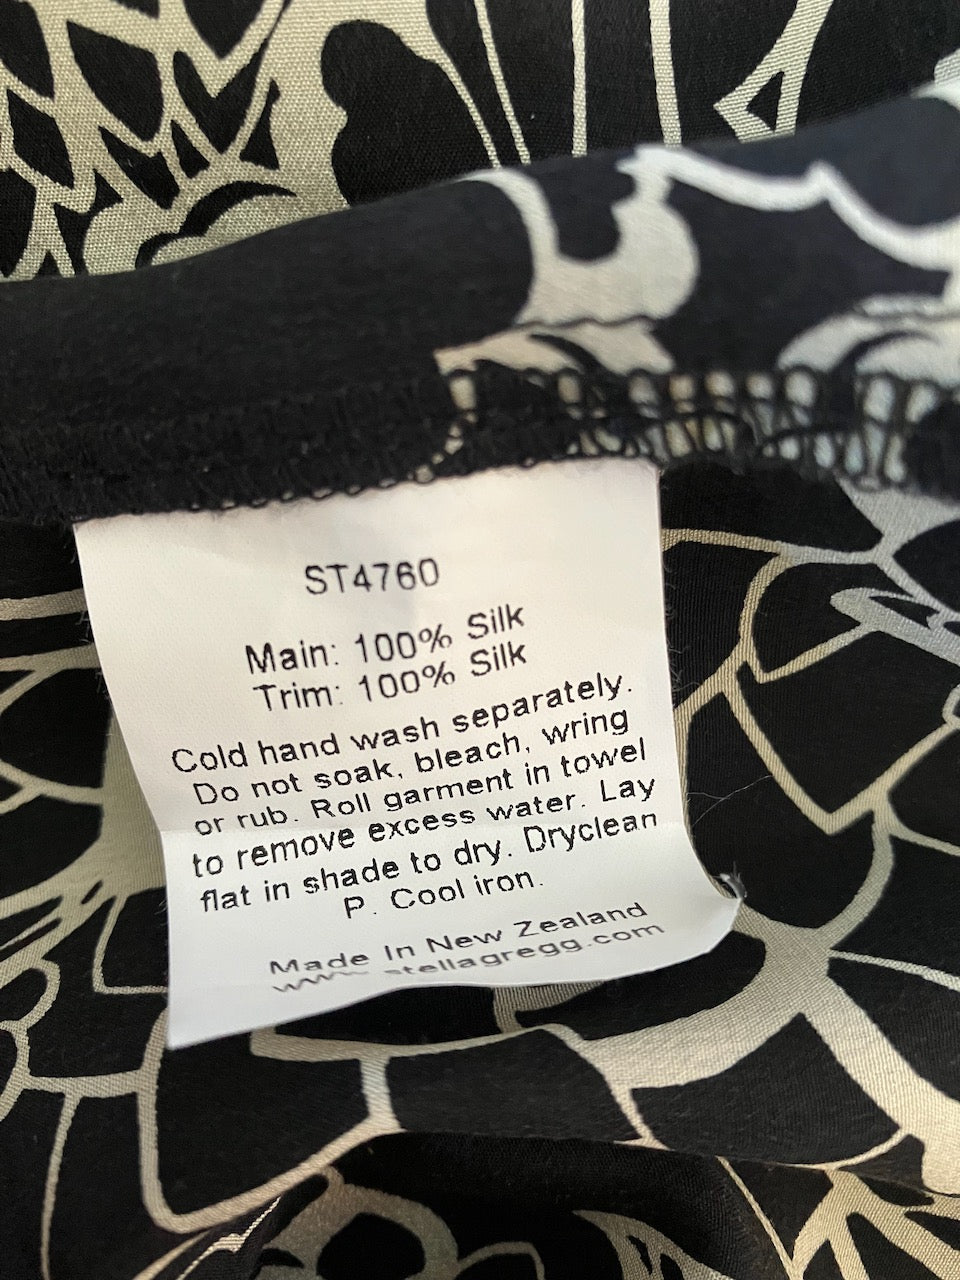 ST4760
Main: 100% Silk
Trim: 100% Silk
Cold hand wash separately.
Do not soak, bleach, wring
or rub. Roll garment in towel
to remove excess water. Lay
flat in shade to dry. Dryclean
P. Cool iron.
Made In New Zealand
www.stellagregg.com